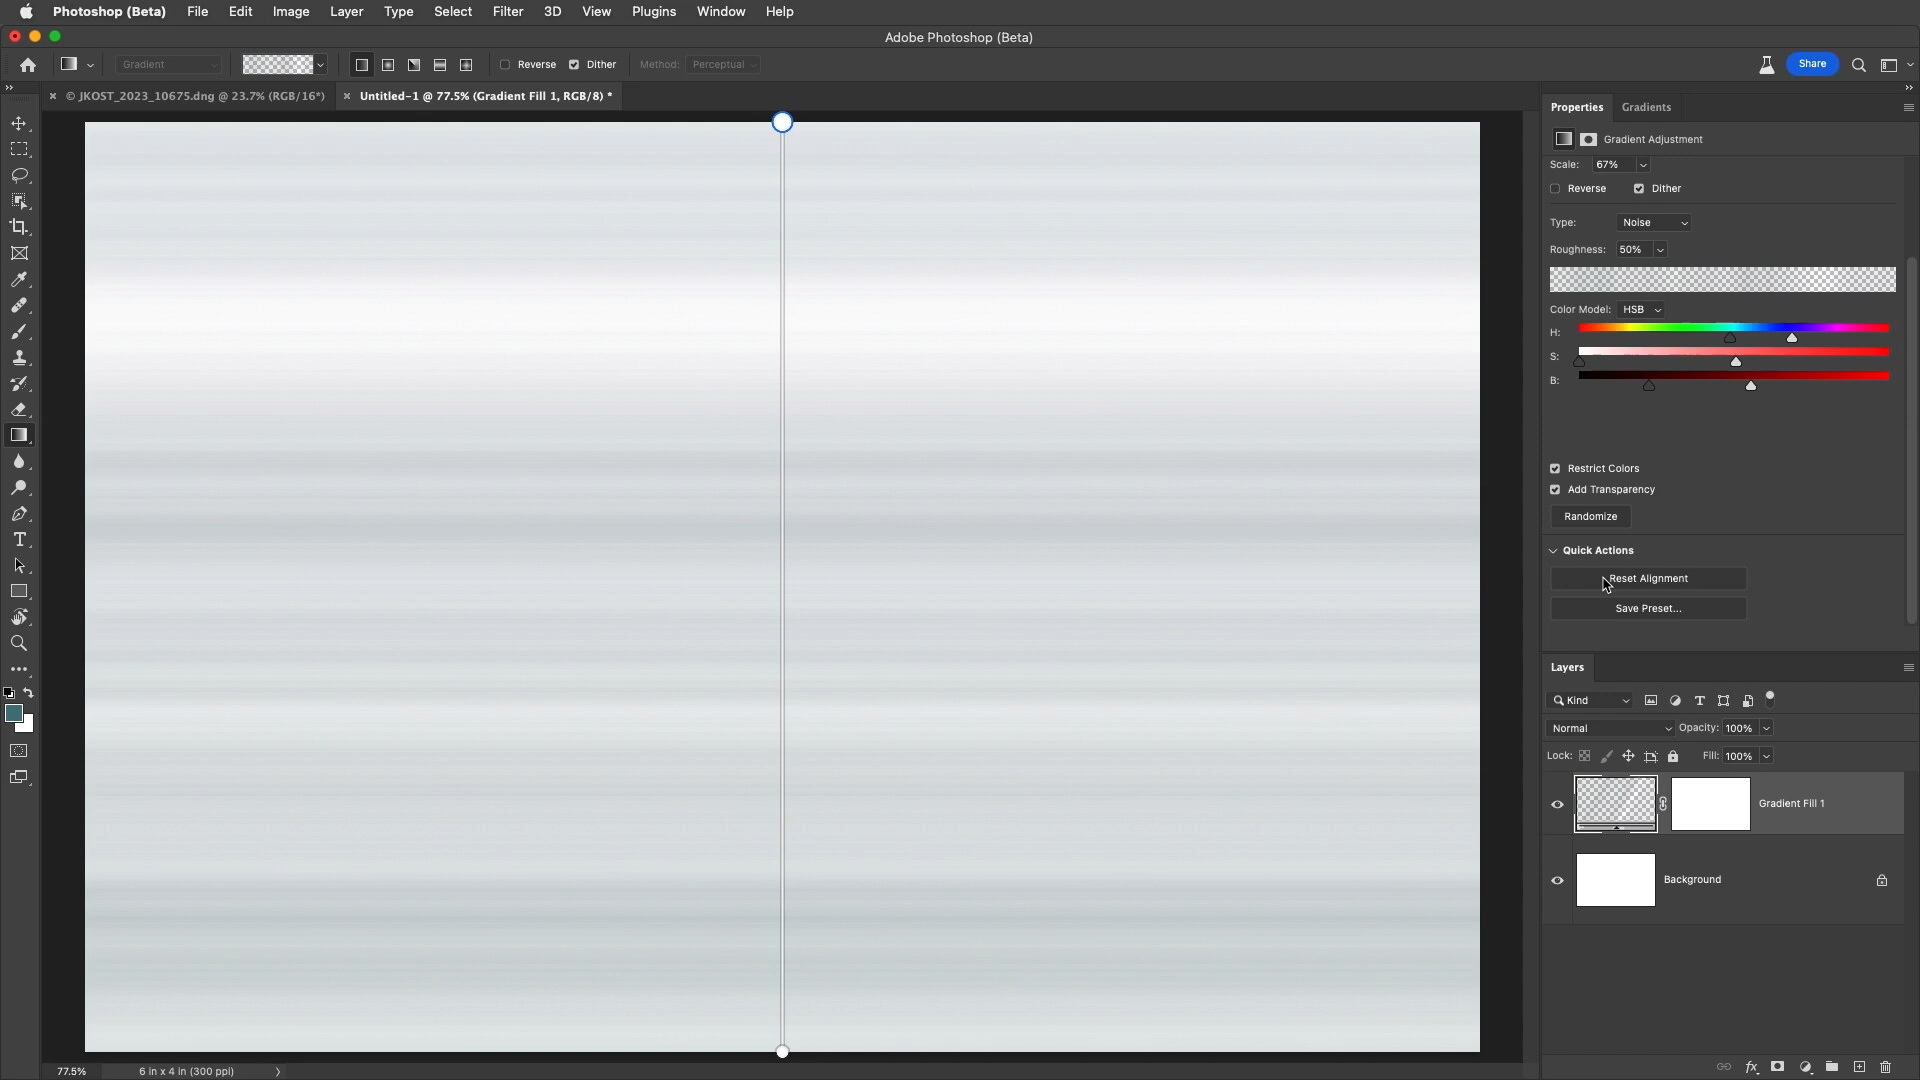 Photoshop (Beta) File Edit Image Layer Type Select Filter 3D View Plugins Window Help
Adobe Photoshop (Beta)
Gradient Reverse Dither Method: Perceptual Share
© JKOST_2023_10675.dng @ 23.7% (RGB/16*) Untitled-1 @ 77.5% (Gradient Fill 1, RGB/8) *
Properties Gradients
Gradient Adjustment
Scale: 67%
Reverse Dither
Type: Noise
Roughness: 50%
Color Model: HSB
H:
S:
B:
Restrict Colors
Add Transparency
Randomize
Quick Actions
Reset Alignment
Save Preset...
Layers
Kind
Normal Opacity: 100%
Lock: Fill: 100%
Gradient Fill 1
Background
77.5% 6 in x 4 in (300 ppi)